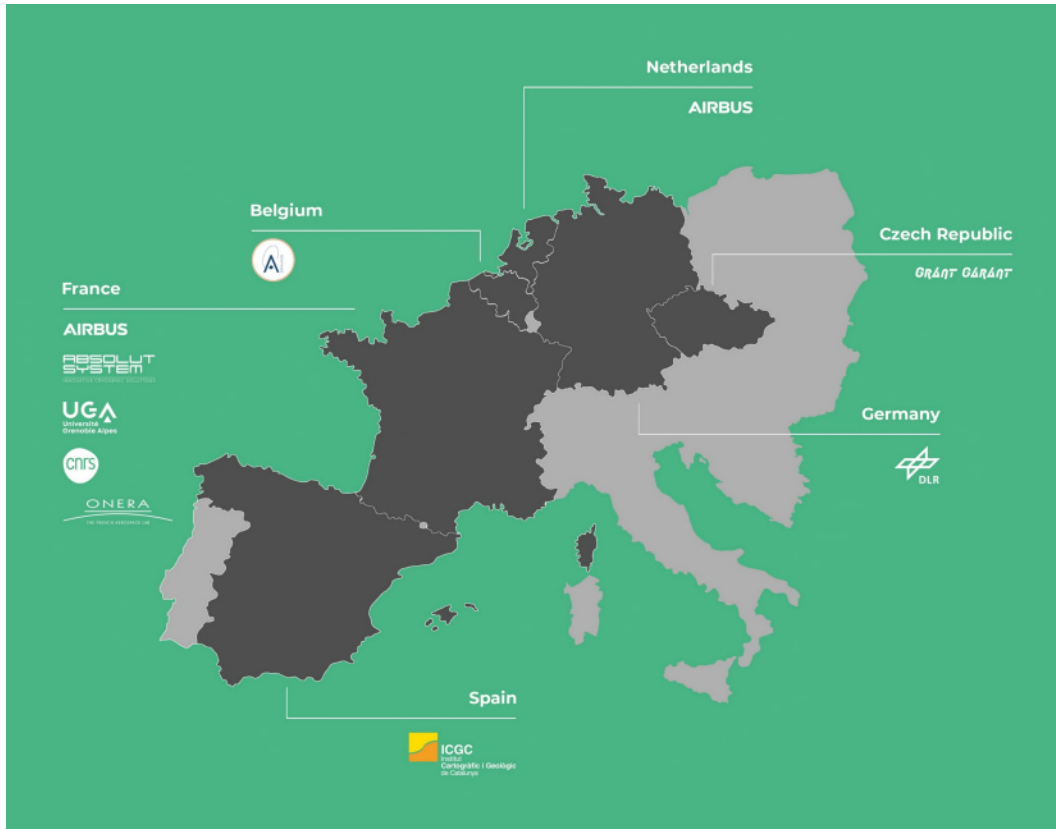 Netherlands
AIRBUS
Belgium
A
Czech Republic
GRANT GARANT
France
AIRBUS
ABSOLUT
SYSTEM
UGA
Université
Grenoble Alpes
cnrs
ONERA
THE FRENCH AEROSPACE LAB
Germany
DLR
Spain
ICGC
Institut
Cartogràfic i Geològic
de Catalunya